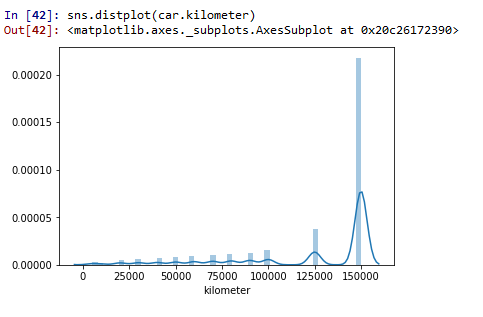 In [42]: sns.distplot(car.kilometer)
Out[42]: <matplotlib.axes._subplots.AxesSubplot at 0x20c26172390>
0.00020
0.00015
0.00010
0.00005
0.00000
0 25000 50000 75000 100000 125000 150000
kilometer